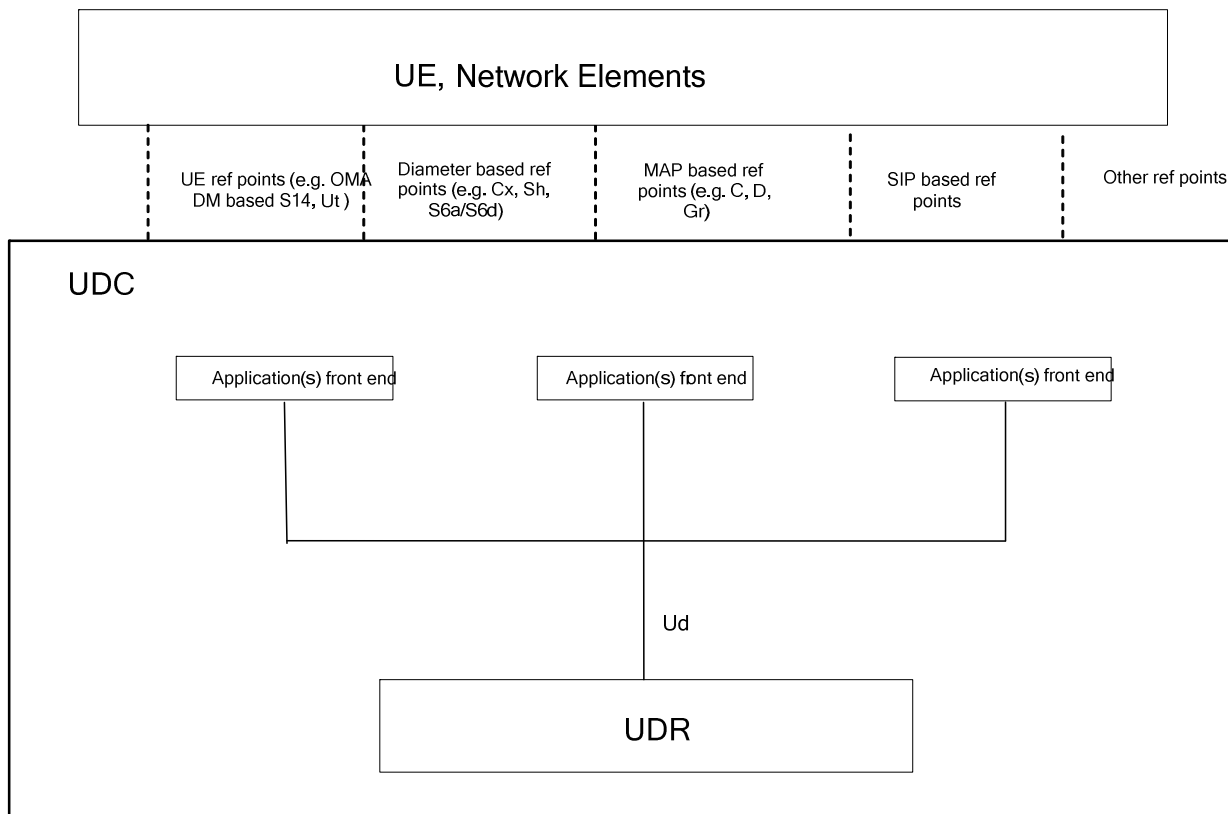 UE, Network Elements
UE ref points (e.g. OMA
DM based S14, Ut )
Diameter based ref
points (e.g. Cx, Sh,
S6a/S6d)
MAP based ref
points (e.g. C, D,
Gr)
SIP based ref
points
Other ref points
UDC
Application(s) front end
Application(s) front end
Application(s) front end
Ud
UDR